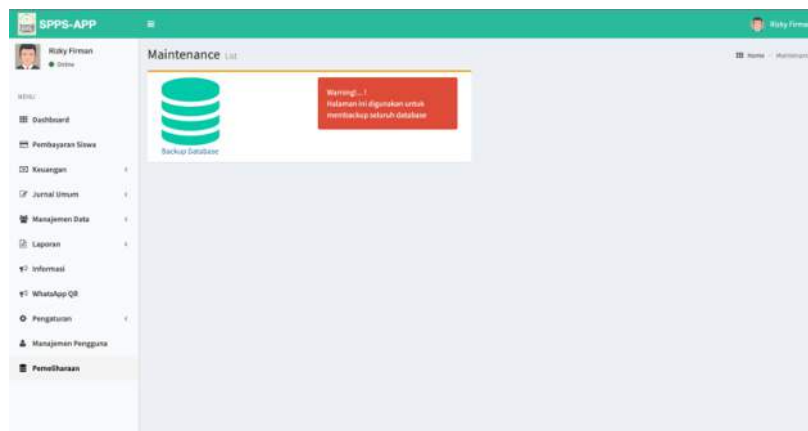 SPPS-APP
Rizky Firman
Rizky Firman
Online
MENU
Dashboard
Pembayaran Siswa
Keuangan
Jurnal Umum
Manajemen Data
Laporan
Informasi
WhatsApp QR
Pengaturan
Manajemen Pengguna
Pemeliharaan
Maintenance List
Home
Maintenance
Warning!... !
Halaman ini digunakan untuk
membackup seluruh database
Backup Database